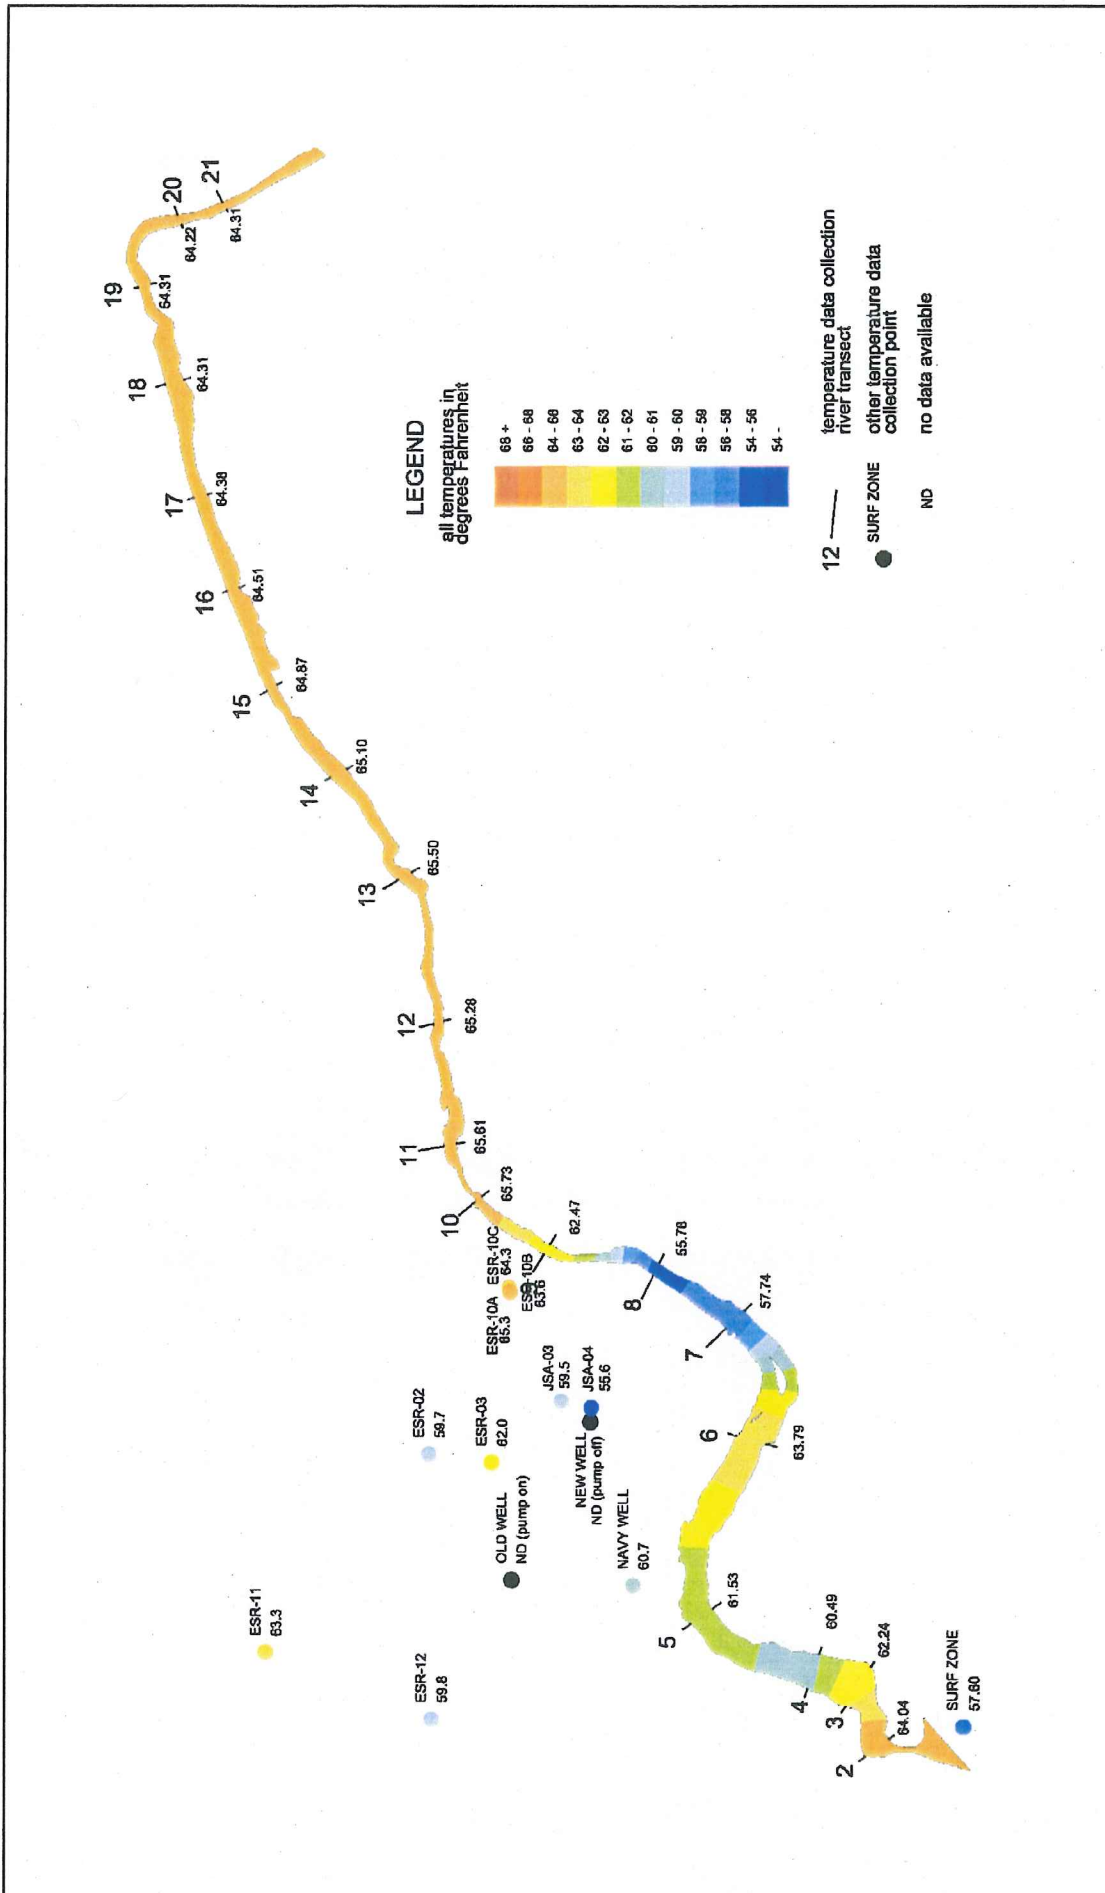 19
64.31
20
64.22
21
64.31
18
64.31
17
64.38
16
64.51
15
64.87
14
65.10
13
65.50
12
65.28
11
65.61
10
65.73
62.47
ESR-10C
64.3
ESR-10A
65.3
ESR-10B
63.6
8
55.78
7
57.74
6
63.79
5
61.53
4
60.49
3
62.24
2
64.04
SURF ZONE
57.60
ESR-11
63.3
ESR-12
59.8
ESR-02
59.7
ESR-03
62.0
OLD WELL
ND (pump on)
JSA-03
59.5
JSA-04
55.6
NEW WELL
ND (pump off)
NAVY WELL
60.7
LEGEND
all temperatures in
degrees Fahrenheit
68 +
66 - 68
64 - 66
63 - 64
62 - 63
61 - 62
60 - 61
59 - 60
58 - 59
56 - 58
54 - 56
54 -
12
temperature data collection
river transect
SURF ZONE
other temperature data
collection point
ND
no data available